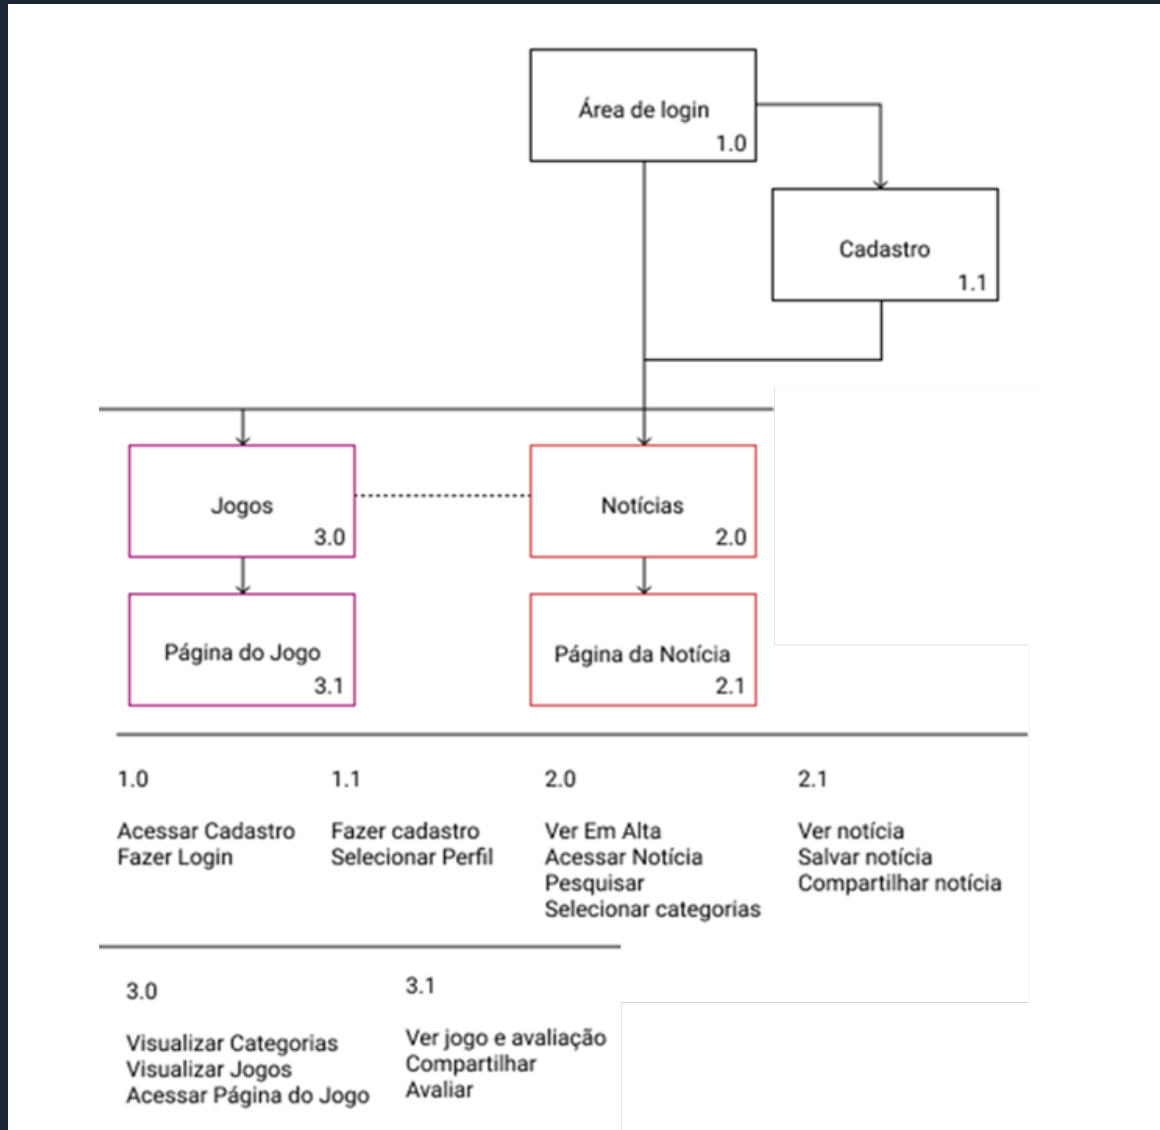 Área de login
1.0
Cadastro
1.1
Jogos
3.0
Notícias
2.0
Página do Jogo
3.1
Página da Notícia
2.1
1.0
Acessar Cadastro
Fazer Login
1.1
Fazer cadastro
Selecionar Perfil
2.0
Ver Em Alta
Acessar Notícia
Pesquisar
Selecionar categorias
2.1
Ver notícia
Salvar notícia
Compartilhar notícia
3.0
Visualizar Categorias
Visualizar Jogos
Acessar Página do Jogo
3.1
Ver jogo e avaliação
Compartilhar
Avaliar